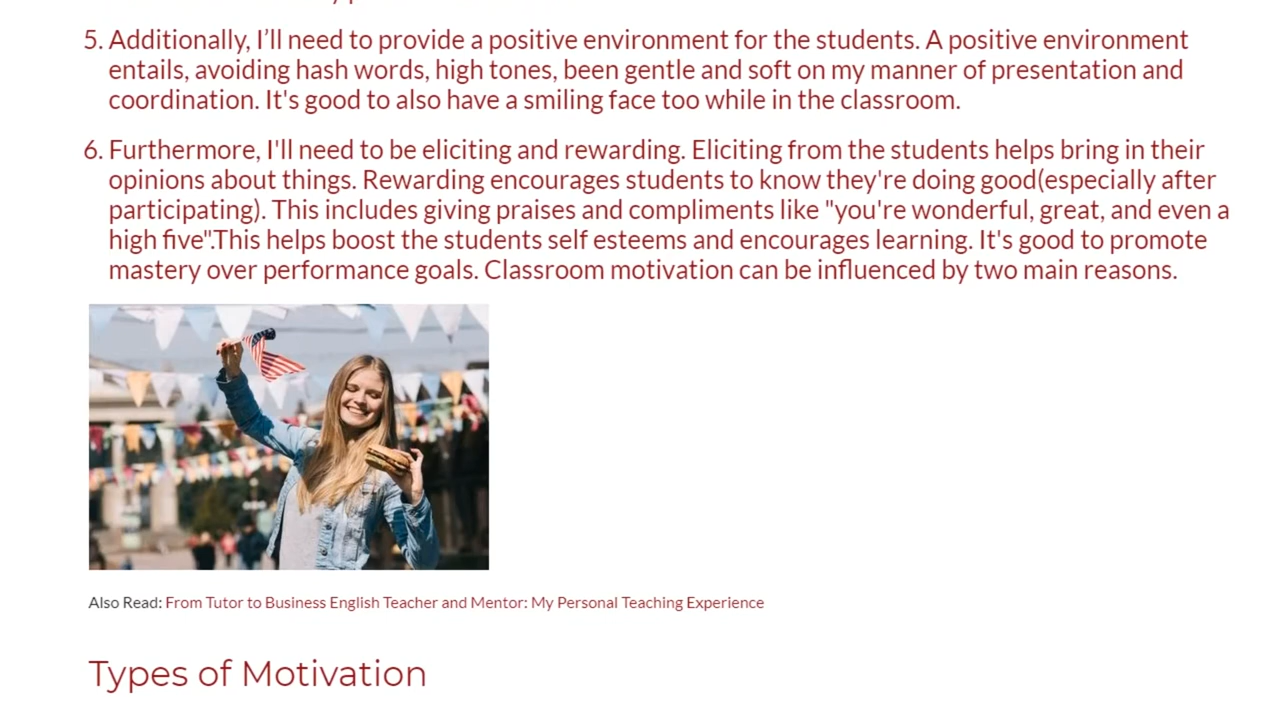 5. Additionally, I’ll need to provide a positive environment for the students. A positive environment
entails, avoiding hash words, high tones, been gentle and soft on my manner of presentation and
coordination. It's good to also have a smiling face too while in the classroom.
6. Furthermore, I'll need to be eliciting and rewarding. Eliciting from the students helps bring in their
opinions about things. Rewarding encourages students to know they're doing good(especially after
participating). This includes giving praises and compliments like "you're wonderful, great, and even a
high five".This helps boost the students self esteems and encourages learning. It's good to promote
mastery over performance goals. Classroom motivation can be influenced by two main reasons.
Also Read: From Tutor to Business English Teacher and Mentor: My Personal Teaching Experience
Types of Motivation